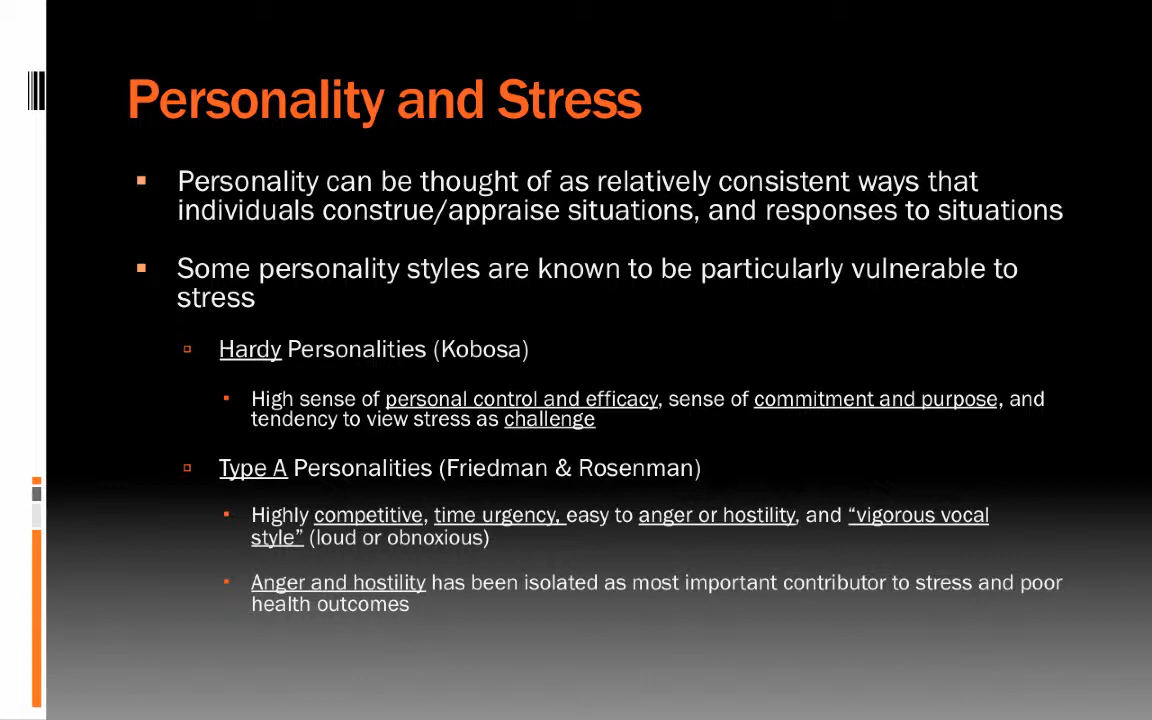 Personality and Stress
Personality can be thought of as relatively consistent ways that
individuals construe/appraise situations, and responses to situations
Some personality styles are known to be particularly vulnerable to
stress
Hardy Personalities (Kobosa)
High sense of personal control and efficacy, sense of commitment and purpose, and
tendency to view stress as challenge
Type A Personalities (Friedman & Rosenman)
Highly competitive, time urgency, easy to anger or hostility, and “vigorous vocal
style” (loud or obnoxious)
Anger and hostility has been isolated as most important contributor to stress and poor
health outcomes